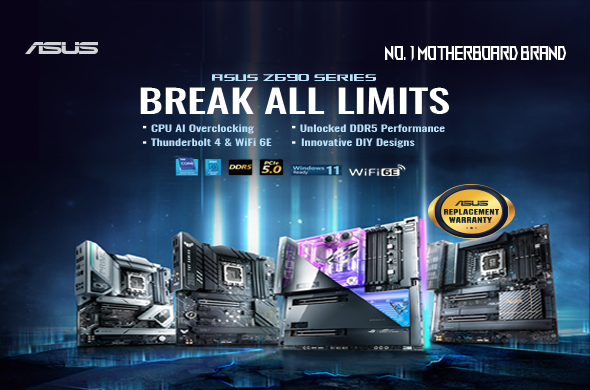 ASUS
NO. 1 MOTHERBOARD BRAND
ASUS Z690 SERIES
BREAK ALL LIMITS
• CPU AI Overclocking
• Unlocked DDR5 Performance
• Thunderbolt 4 & WiFi 6E
• Innovative DIY Designs
DDR5
PCIe 5.0
Windows 11
Ready
WiFi 6E
ASUS
REPLACEMENT
WARRANTY